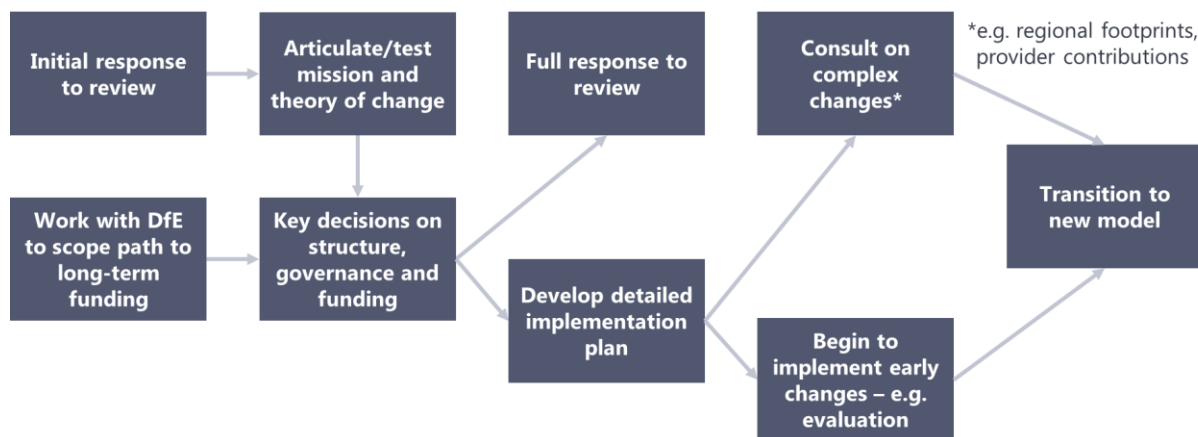 Initial response
to review
Articulate/test
mission and
theory of change
Full response to
review
Consult on
complex
changes*
*e.g. regional footprints,
provider contributions
Work with DfE
to scope path to
long-term
funding
Key decisions on
structure,
governance and
funding
Develop detailed
implementation
plan
Begin to
implement early
changes – e.g.
evaluation
Transition to
new model